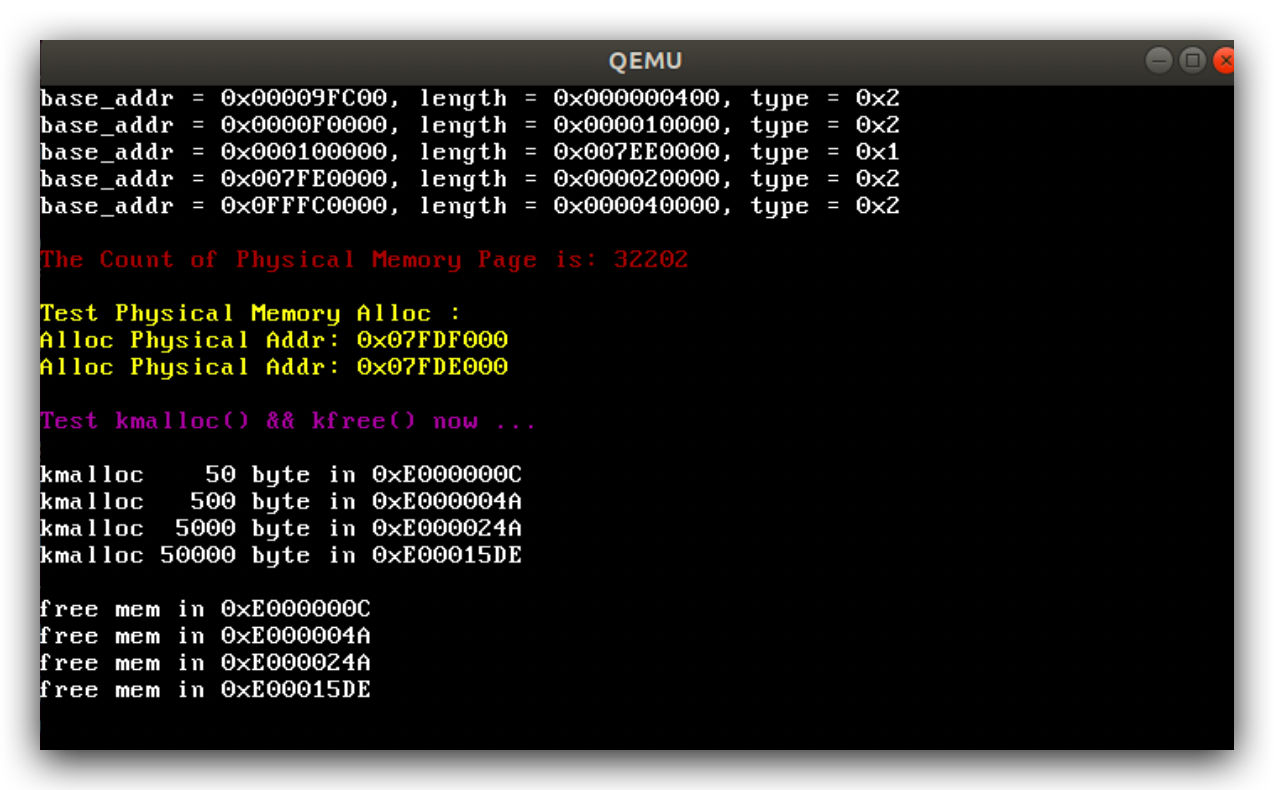 QEMU
base_addr = 0x00009FC00, length = 0x000000400, type = 0x2
base_addr = 0x0000F0000, length = 0x000010000, type = 0x2
base_addr = 0x000100000, length = 0x007EE0000, type = 0x1
base_addr = 0x007FE0000, length = 0x000020000, type = 0x2
base_addr = 0x0FFFC0000, length = 0x000040000, type = 0x2
The Count of Physical Memory Page is: 32202
Test Physical Memory Alloc :
Alloc Physical Addr: 0x07FDF000
Alloc Physical Addr: 0x07FDE000
Test kmalloc() && kfree() now ...
kmalloc    50 byte in 0xE000000C
kmalloc   500 byte in 0xE000004A
kmalloc  5000 byte in 0xE000024A
kmalloc 50000 byte in 0xE00015DE
free mem in 0xE000000C
free mem in 0xE000004A
free mem in 0xE000024A
free mem in 0xE00015DE